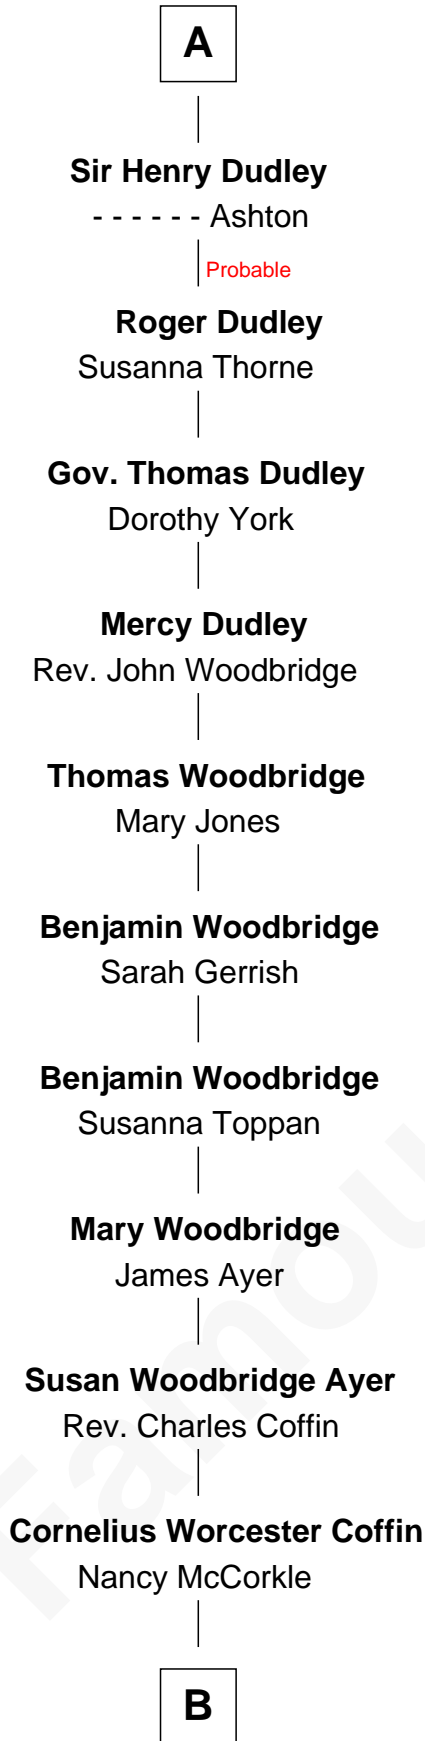 A
Sir Henry Dudley
- - - - - - Ashton
Probable
Roger Dudley
Susanna Thorne
Gov. Thomas Dudley
Dorothy York
Mercy Dudley
Rev. John Woodbridge
Thomas Woodbridge
Mary Jones
Benjamin Woodbridge
Sarah Gerrish
Benjamin Woodbridge
Susanna Toppan
Mary Woodbridge
James Ayer
Susan Woodbridge Ayer
Rev. Charles Coffin
Cornelius Worcester Coffin
Nancy McCorkle
B
Famou